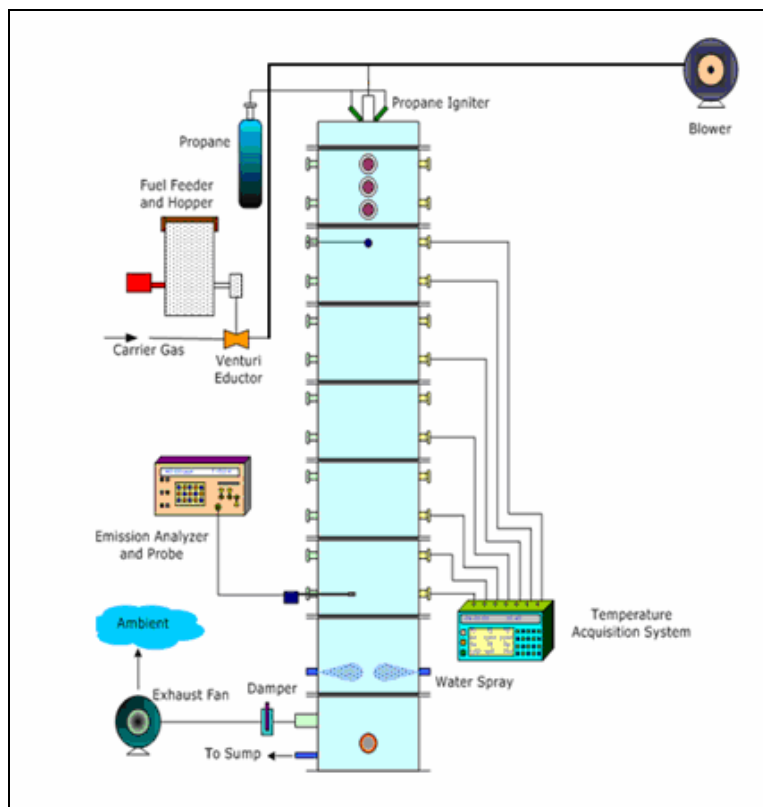 Propane Igniter
Blower
Propane
Fuel Feeder
and Hopper
Carrier Gas
Venturi
Eductor
Emission Analyzer
and Probe
Temperature
Acquisition System
Ambient
Water Spray
Exhaust Fan
Damper
To Sump